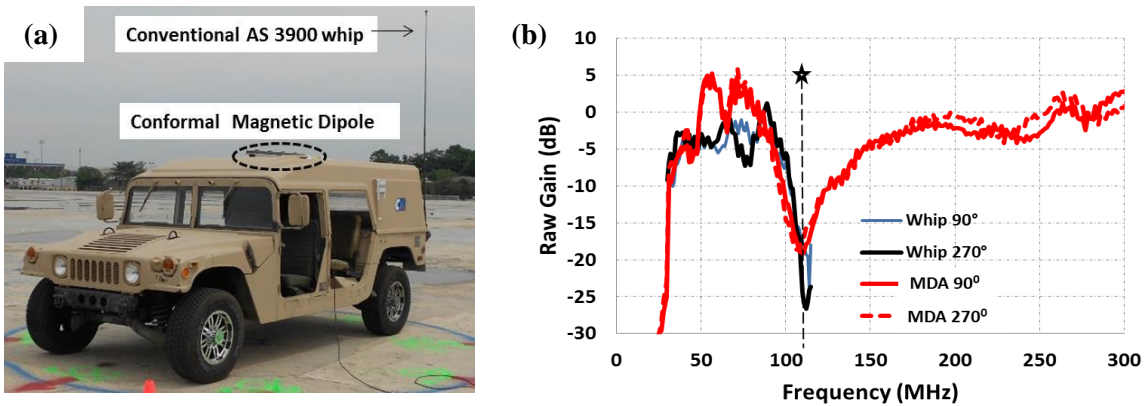 (a)
Conventional AS 3900 whip
Conformal Magnetic Dipole
(b)
Raw Gain (dB)
10
5
0
-5
-10
-15
-20
-25
-30
Whip 90°
Whip 270°
MDA 90⁰
MDA 270⁰
0 50 100 150 200 250 300
Frequency (MHz)